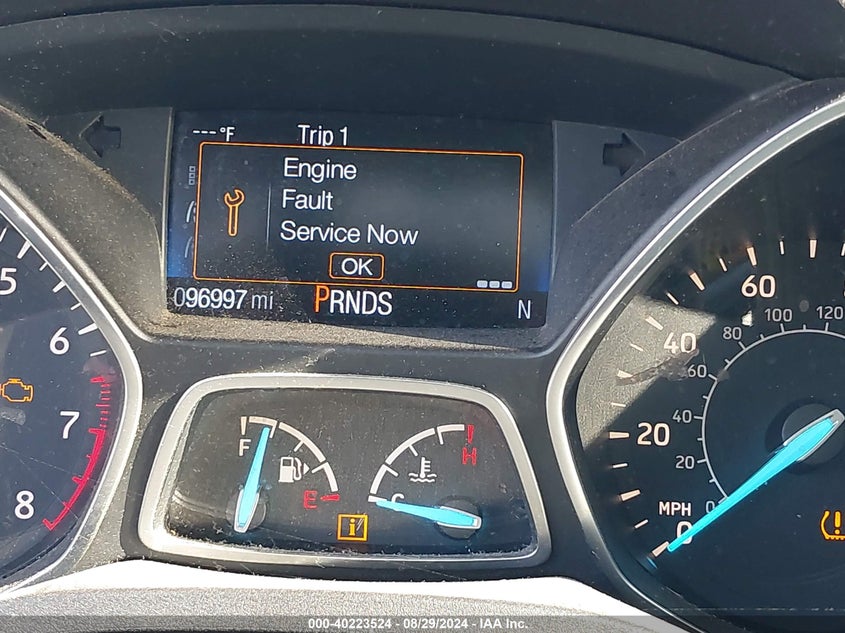 ---°F Trip 1
Engine
Fault
Service Now
OK
096997 mi PRNDS N
5
6
7
8
F
E
C
H
i
60
40
20
0
MPH
120
100
80
60
40
20
0
000-40223524 - 08/29/2024 - IAA Inc.